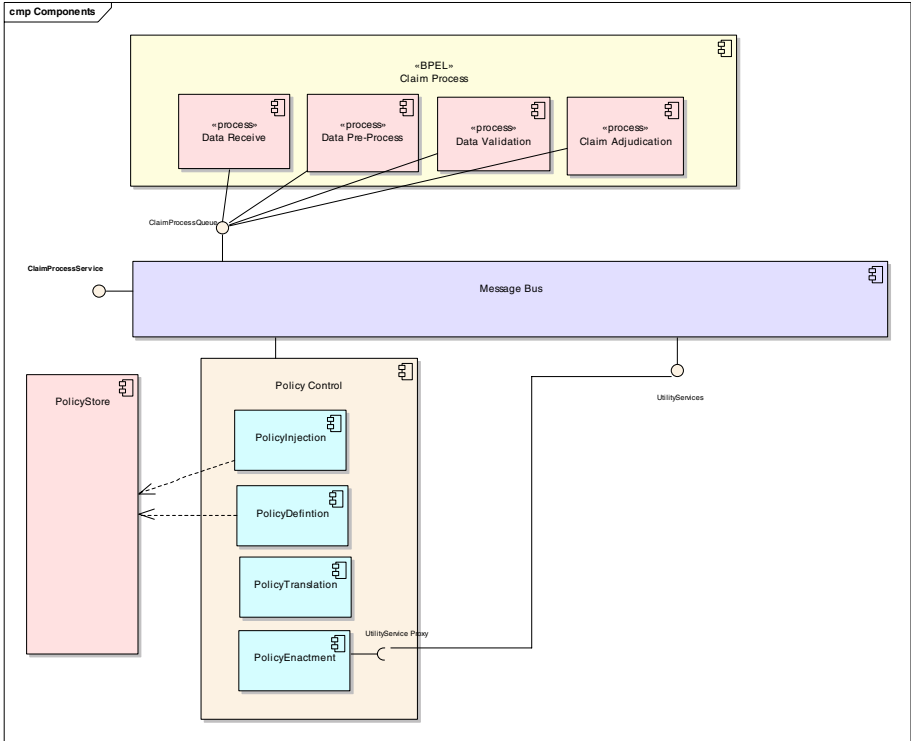 cmp Components
«BPEL»
Claim Process
«process»
Data Receive
«process»
Data Pre-Process
«process»
Data Validation
«process»
Claim Adjudication
ClaimProcessQueue
ClaimProcessService
Message Bus
UtilityServices
PolicyStore
Policy Control
PolicyInjection
PolicyDefintion
PolicyTranslation
UtilityService Proxy
PolicyEnactment